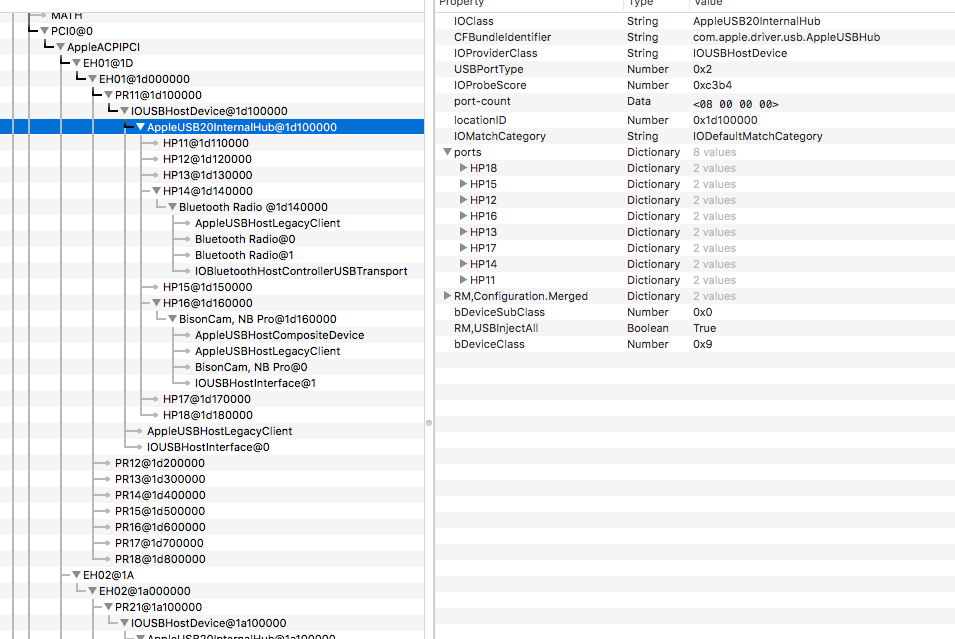 MATH
PCI0@0
AppleACPIPCI
EH01@1D
EH01@1d000000
PR11@1d100000
IOUSBHostDevice@1d100000
AppleUSB20InternalHub@1d100000
HP11@1d110000
HP12@1d120000
HP13@1d130000
HP14@1d140000
Bluetooth Radio @1d140000
AppleUSBHostLegacyClient
Bluetooth Radio@0
Bluetooth Radio@1
IOBluetoothHostControllerUSBTransport
HP15@1d150000
HP16@1d160000
BisonCam, NB Pro@1d160000
AppleUSBHostCompositeDevice
AppleUSBHostLegacyClient
BisonCam, NB Pro@0
IOUSBHostInterface@1
HP17@1d170000
HP18@1d180000
AppleUSBHostLegacyClient
IOUSBHostInterface@0
PR12@1d200000
PR13@1d300000
PR14@1d400000
PR15@1d500000
PR16@1d600000
PR17@1d700000
PR18@1d800000
EH02@1A
EH02@1a000000
PR21@1a100000
IOUSBHostDevice@1a100000
AppleUSB20InternalHub@1a100000
Property Type Value
IOClass String AppleUSB20InternalHub
CFBundleIdentifier String com.apple.driver.usb.AppleUSBHub
IOProviderClass String IOUSBHostDevice
USBPortType Number 0x2
IOProbeScore Number 0xc3b4
port-count Data <08 00 00 00>
locationID Number 0x1d100000
IOMatchCategory String IODefaultMatchCategory
ports Dictionary 8 values
HP18 Dictionary 2 values
HP15 Dictionary 2 values
HP12 Dictionary 2 values
HP16 Dictionary 2 values
HP13 Dictionary 2 values
HP17 Dictionary 2 values
HP14 Dictionary 2 values
HP11 Dictionary 2 values
RM,Configuration.Merged Dictionary 2 values
bDeviceSubClass Number 0x0
RM,USBInjectAll Boolean True
bDeviceClass Number 0x9